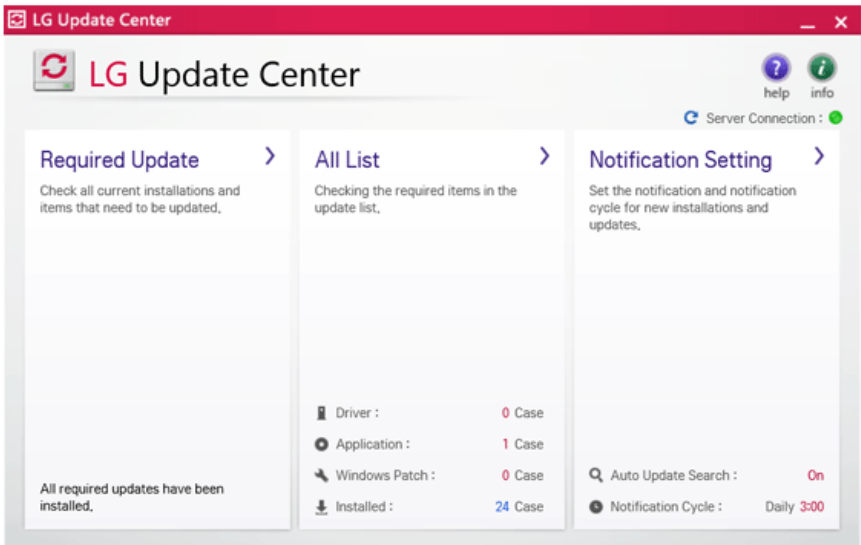 LG Update Center
LG Update Center
help
info
Server Connection :
Required Update
Check all current installations and
items that need to be updated.
All required updates have been
installed.
All List
Checking the required items in the
update list.
Driver : 0 Case
Application : 1 Case
Windows Patch : 0 Case
Installed : 24 Case
Notification Setting
Set the notification and notification
cycle for new installations and
updates.
Auto Update Search : On
Notification Cycle : Daily 3:00